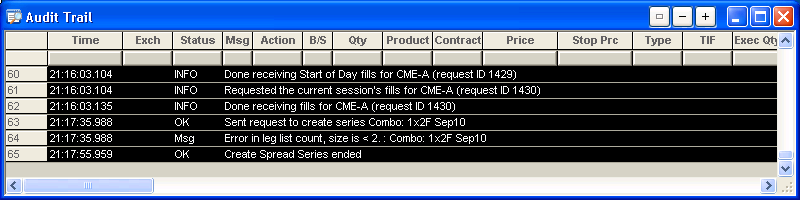 Audit Trail
Time Exch Status Msg Action B/S Qty Product Contract Price Stop Prc Type TIF Exec Qty
60 21:16:03.104 INFO Done receiving Start of Day fills for CME-A (request ID 1429)
61 21:16:03.104 INFO Requested the current session's fills for CME-A (request ID 1430)
62 21:16:03.135 INFO Done receiving fills for CME-A (request ID 1430)
63 21:17:35.988 OK Sent request to create series Combo: 1x2F Sep10
64 21:17:35.988 Msg Error in leg list count, size is < 2. : Combo: 1x2F Sep10
65 21:17:55.959 OK Create Spread Series ended